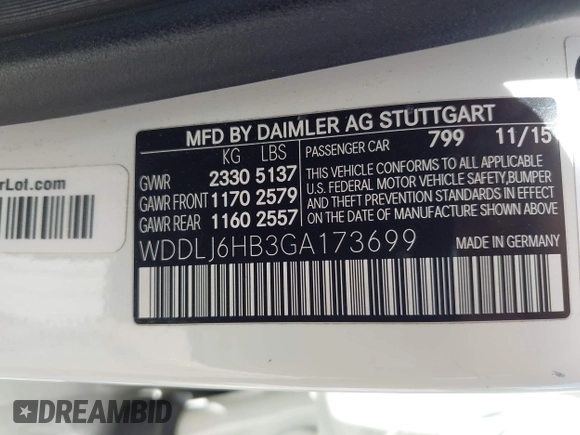 MFD BY DAIMLER AG STUTTGART
KG LBS
GVWR 2330 5137
GAWR FRONT 1170 2579
GAWR REAR 1160 2557
PASSENGER CAR 799 11/15
THIS VEHICLE CONFORMS TO ALL APPLICABLE
U.S. FEDERAL MOTOR VEHICLE SAFETY,BUMPER
AND THEFT PREVENTION STANDARDS IN EFFECT
ON THE DATE OF MANUFACTURE SHOWN ABOVE.
WDDLJ6HB3GA173699
MADE IN GERMANY
rLot.com
DREAMBID